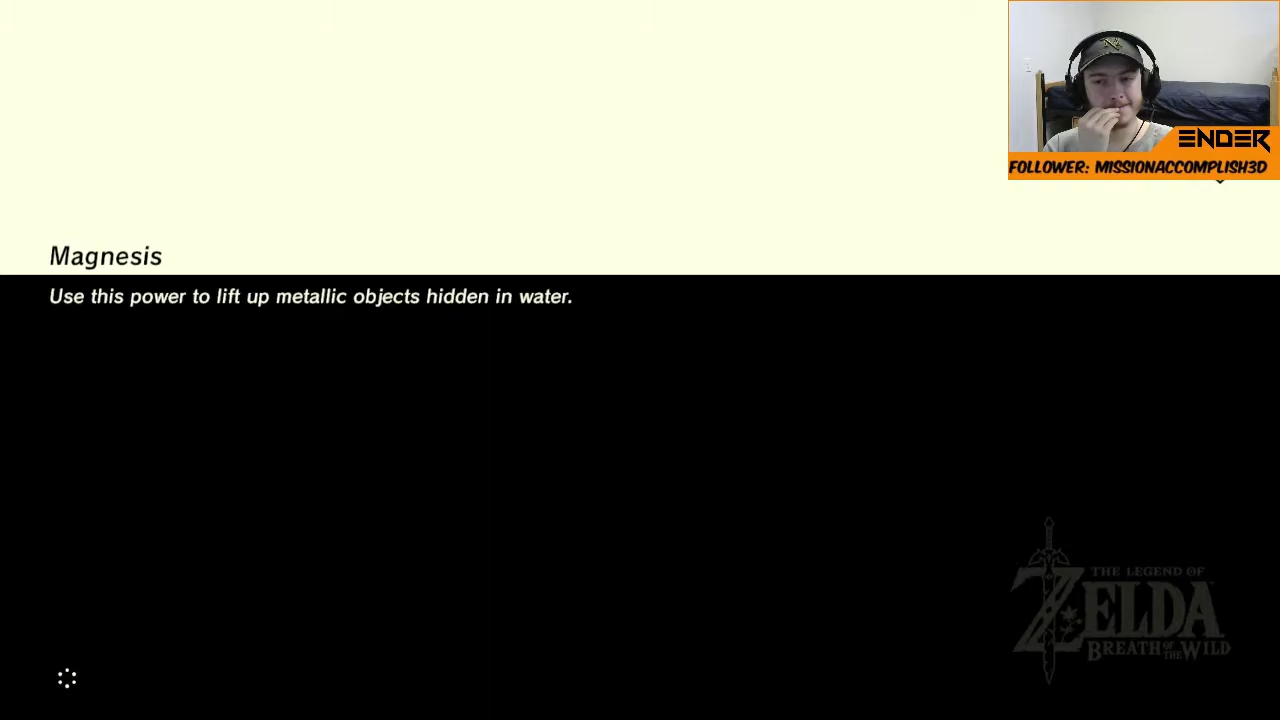 ENDER
FOLLOWER: MISSIONACCOMPLISH3D
Magnesis
Use this power to lift up metallic objects hidden in water.
THE LEGEND OF
ZELDA
BREATH OF THE WILD